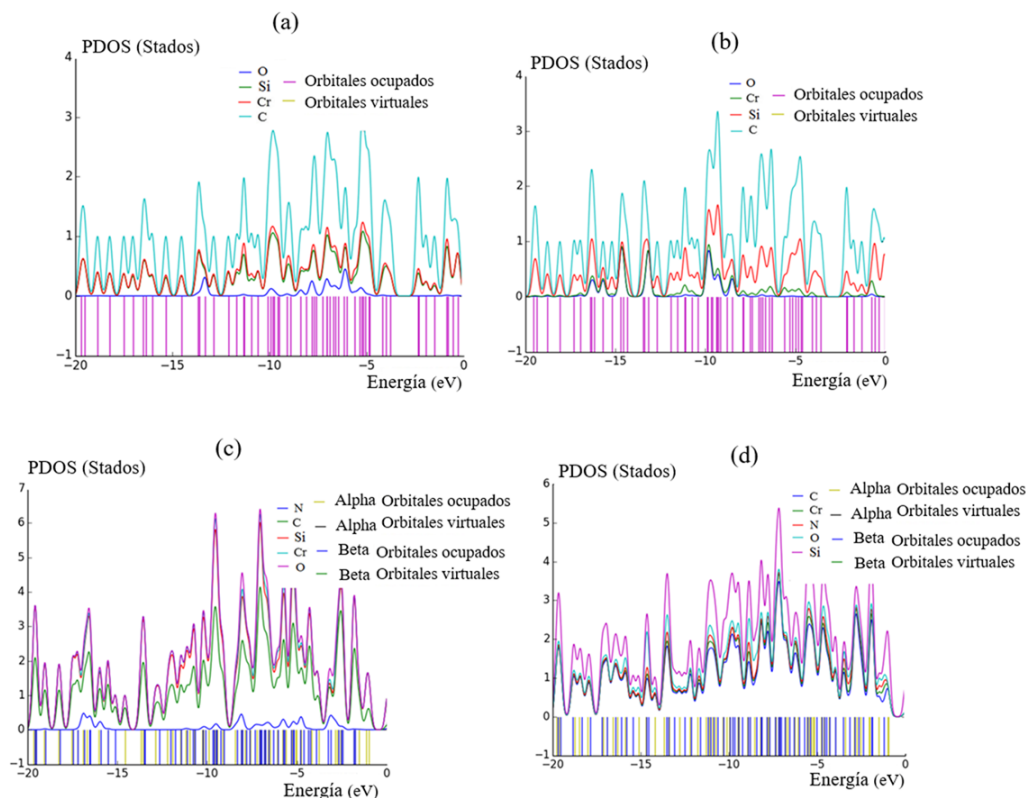 (a)
PDOS (Stados)
4
3
2
1
0
−1
O
Si
Cr
C
Orbitales ocupados
Orbitales virtuales
−20
−15
−10
−5
0
Energía (eV)
(b)
PDOS (Stados)
4
3
2
1
0
−1
O
Cr
Si
C
Orbitales ocupados
Orbitales virtuales
−20
−15
−10
−5
0
Energía (eV)
(c)
PDOS (Stados)
7
6
5
4
3
2
1
0
−1
N
C
Si
Cr
O
Alpha Orbitales ocupados
Alpha Orbitales virtuales
Beta Orbitales ocupados
Beta Orbitales virtuales
−20
−15
−10
−5
0
Energía (eV)
(d)
PDOS (Stados)
6
5
4
3
2
1
0
−1
C
Cr
N
O
Si
Alpha Orbitales ocupados
Alpha Orbitales virtuales
Beta Orbitales ocupados
Beta Orbitales virtuales
−20
−15
−10
−5
0
Energía (eV)